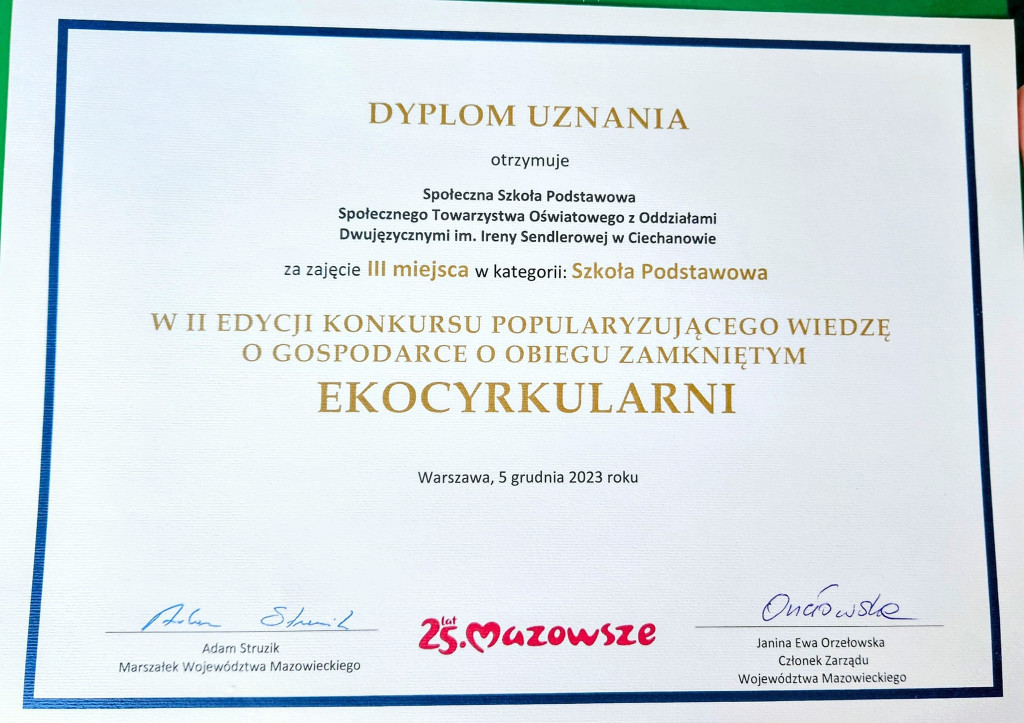 DYPLOM UZNANIA
otrzymuje
Społeczna Szkoła Podstawowa
Społecznego Towarzystwa Oświatowego z Oddziałami
Dwujęzycznymi im. Ireny Sendlerowej w Ciechanowie
za zajęcie III miejsca w kategorii: Szkoła Podstawowa
W II EDYCJI KONKURSU POPULARYZUJĄCEGO WIEDZĘ
O GOSPODARCE O OBIEGU ZAMKNIĘTYM
EKOCYRKULARNI
Warszawa, 5 grudnia 2023 roku
Adam Struzik
Adam Struzik
Marszałek Województwa Mazowieckiego
25 lat. Mazowsze
Janina Ewa Orzełowska
Członek Zarządu
Województwa Mazowieckiego